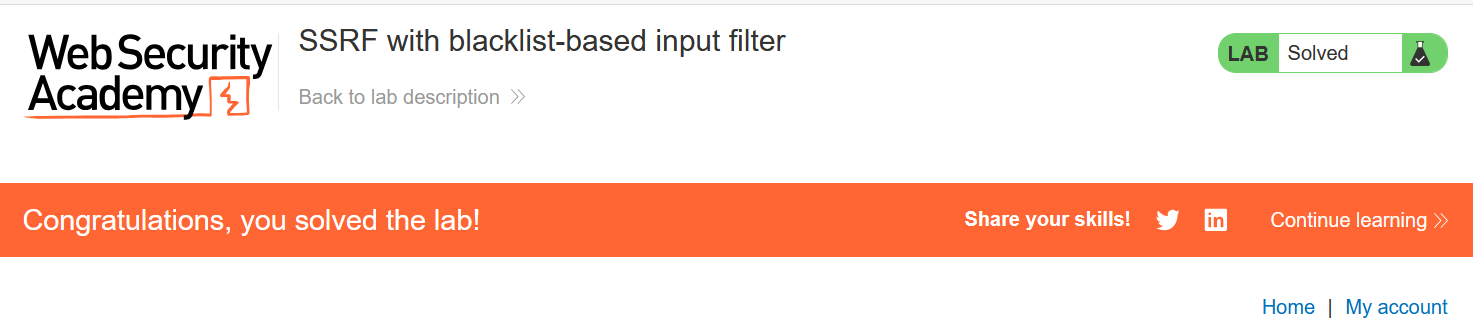 Web Security
Academy
SSRF with blacklist-based input filter
Back to lab description
LAB Solved
Congratulations, you solved the lab!
Share your skills!
Continue learning
Home | My account